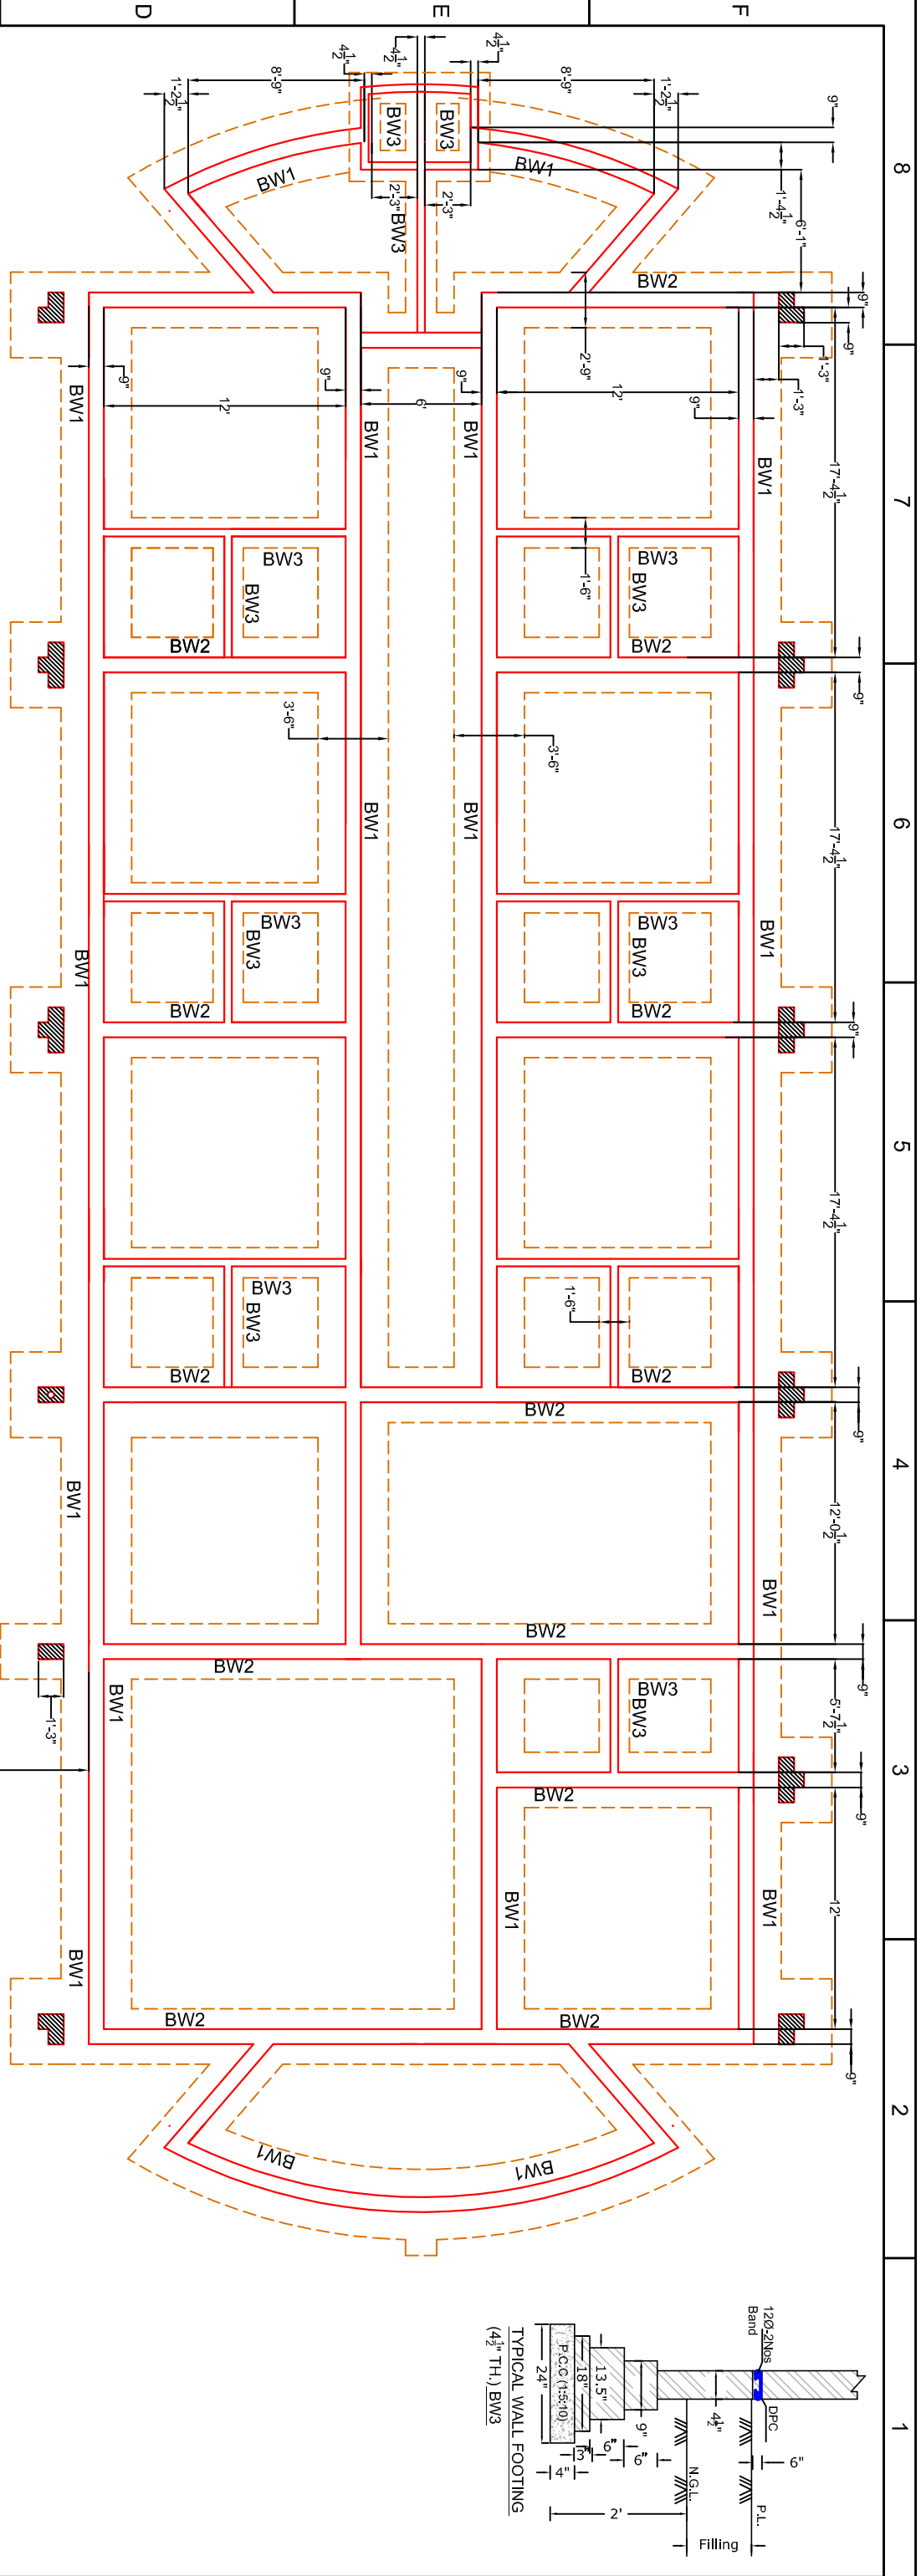 D
E
F
8
7
6
5
4
3
2
1
4½"
4½"
4½"
8'-9"
8'-9"
1'-2½"
1'-2½"
9"
1'-4½"
6'-1"
2'-3"
2'-3"
BW3
BW3
BW3
BW1
BW1
BW2
9"
9"
1'-3"
1'-3"
2'-9"
9"
12'
9"
6'
9"
12'
9"
17'-4½"
BW1
BW1
BW1
BW1
1'-6"
BW3
BW3
BW3
BW3
BW2
BW2
9"
3'-6"
3'-6"
17'-4½"
BW1
BW1
BW1
BW1
BW3
BW3
BW3
BW3
BW2
BW2
9"
17'-4½"
BW3
BW3
1'-6"
BW2
BW2
9"
BW2
12'-0½"
BW1
BW1
BW2
BW2
9"
BW3
BW3
5'-7½"
BW1
1'-3"
9"
BW2
12'
BW1
BW1
BW1
BW2
BW2
9"
BW1
BW1
12Ø-2Nos
Band
DPC
6"
P.L.
4½"
N.G.L.
Filling
9"
6"
6"
13.5"
3"
18"
P.C.C (1:5:10)
4"
24"
2'
TYPICAL WALL FOOTING
(4½" TH.) BW3